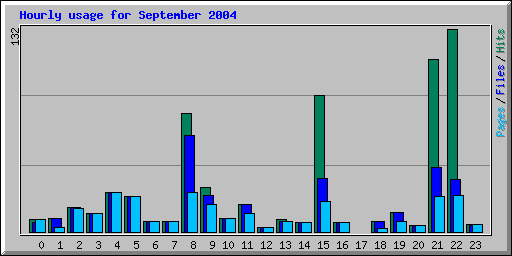 Hourly usage for September 2004
132
Pages/Files/Hits
0 1 2 3 4 5 6 7 8 9 10 11 12 13 14 15 16 17 18 19 20 21 22 23